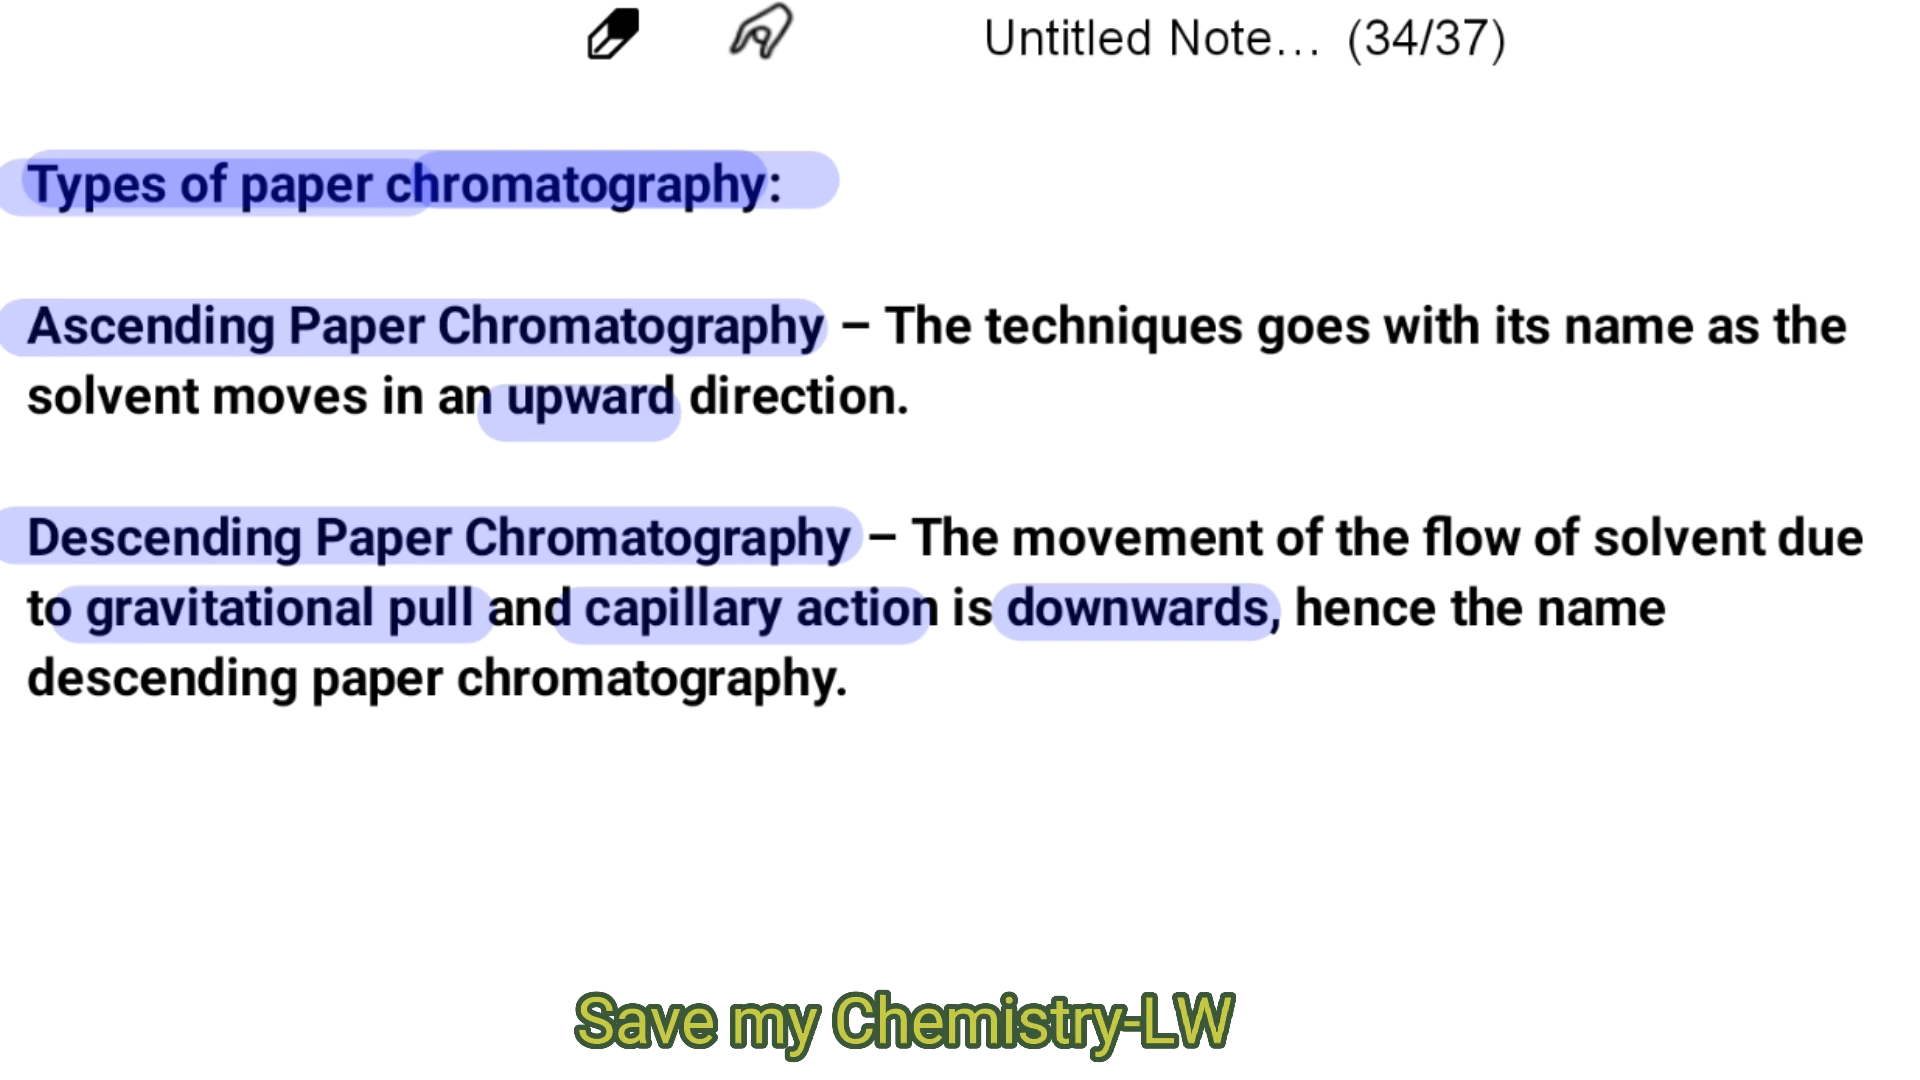 Untitled Note... (34/37)
Types of paper chromatography:
Ascending Paper Chromatography – The techniques goes with its name as the
solvent moves in an upward direction.
Descending Paper Chromatography – The movement of the flow of solvent due
to gravitational pull and capillary action is downwards, hence the name
descending paper chromatography.
Save my Chemistry-LW